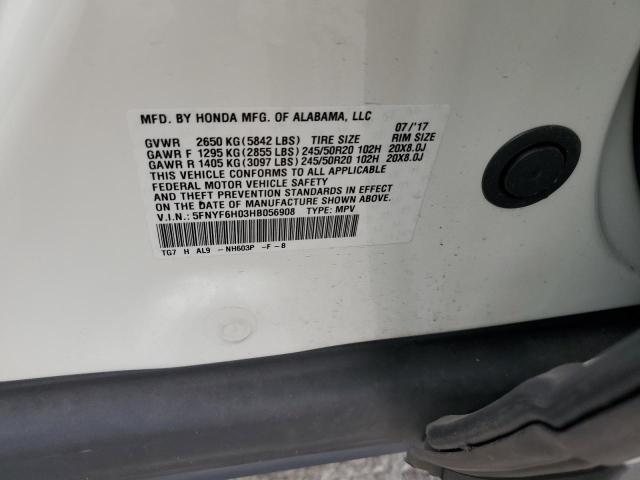 MFD. BY HONDA MFG. OF ALABAMA, LLC 07/'17
GVWR 2650 KG (5842 LBS) TIRE SIZE RIM SIZE
GAWR F 1295 KG (2855 LBS) 245/50R20 102H 20X8.0J
GAWR R 1405 KG (3097 LBS) 245/50R20 102H 20X8.0J
THIS VEHICLE CONFORMS TO ALL APPLICABLE
FEDERAL MOTOR VEHICLE SAFETY
AND THEFT PREVENTION STANDARDS IN EFFECT
ON THE DATE OF MANUFACTURE SHOWN ABOVE.
V.I.N.: 5FNYF6H03HB056908 TYPE: MPV
TG7 H AL9 - NH603P -F - 8